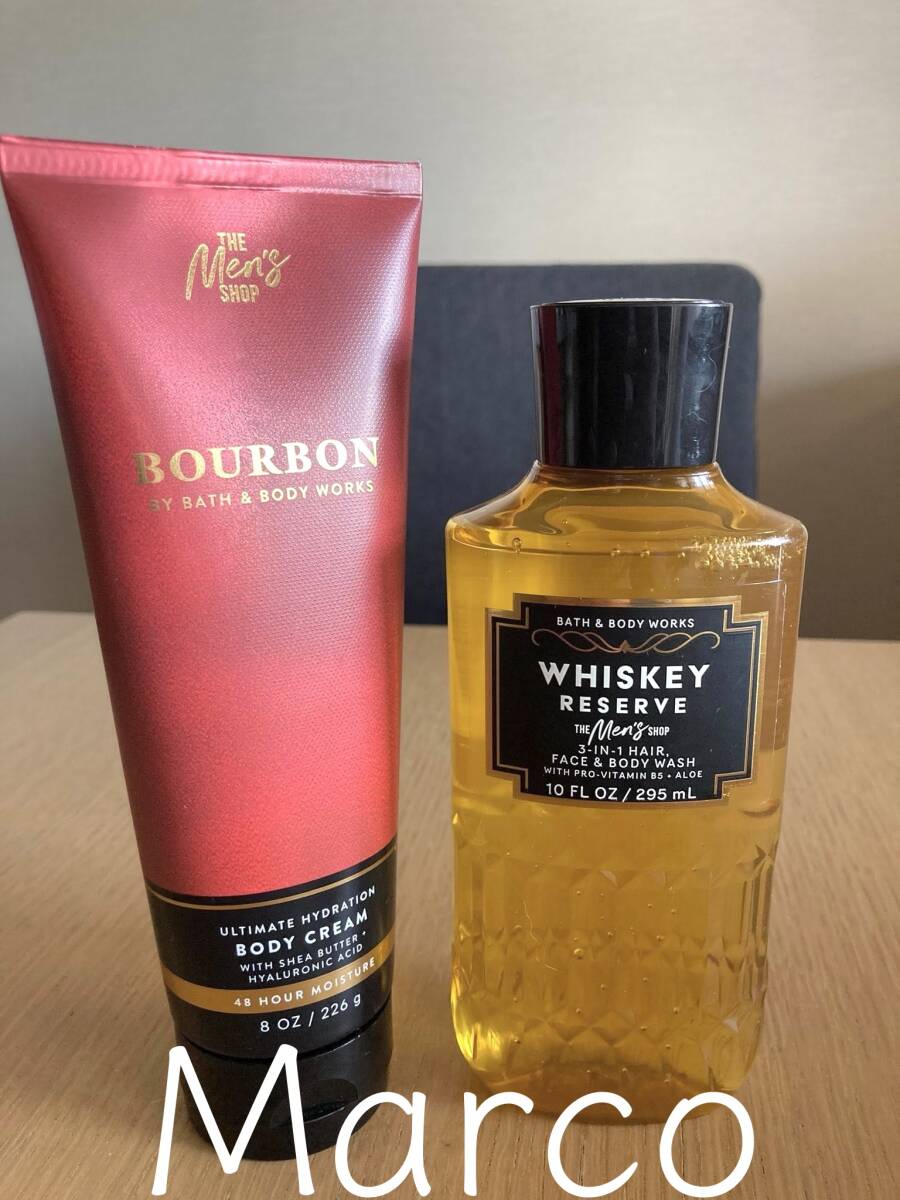 THE
Men's
SHOP
BOURBON
BY BATH & BODY WORKS
ULTIMATE HYDRATION
BODY CREAM
WITH SHEA BUTTER +
HYALURONIC ACID
48 HOUR MOISTURE
8 OZ / 226 g
BATH & BODY WORKS
WHISKEY
RESERVE
THE Men's SHOP
3-IN-1 HAIR,
FACE & BODY WASH
WITH PRO-VITAMIN B5 + ALOE
10 FL OZ / 295 mL
Marco